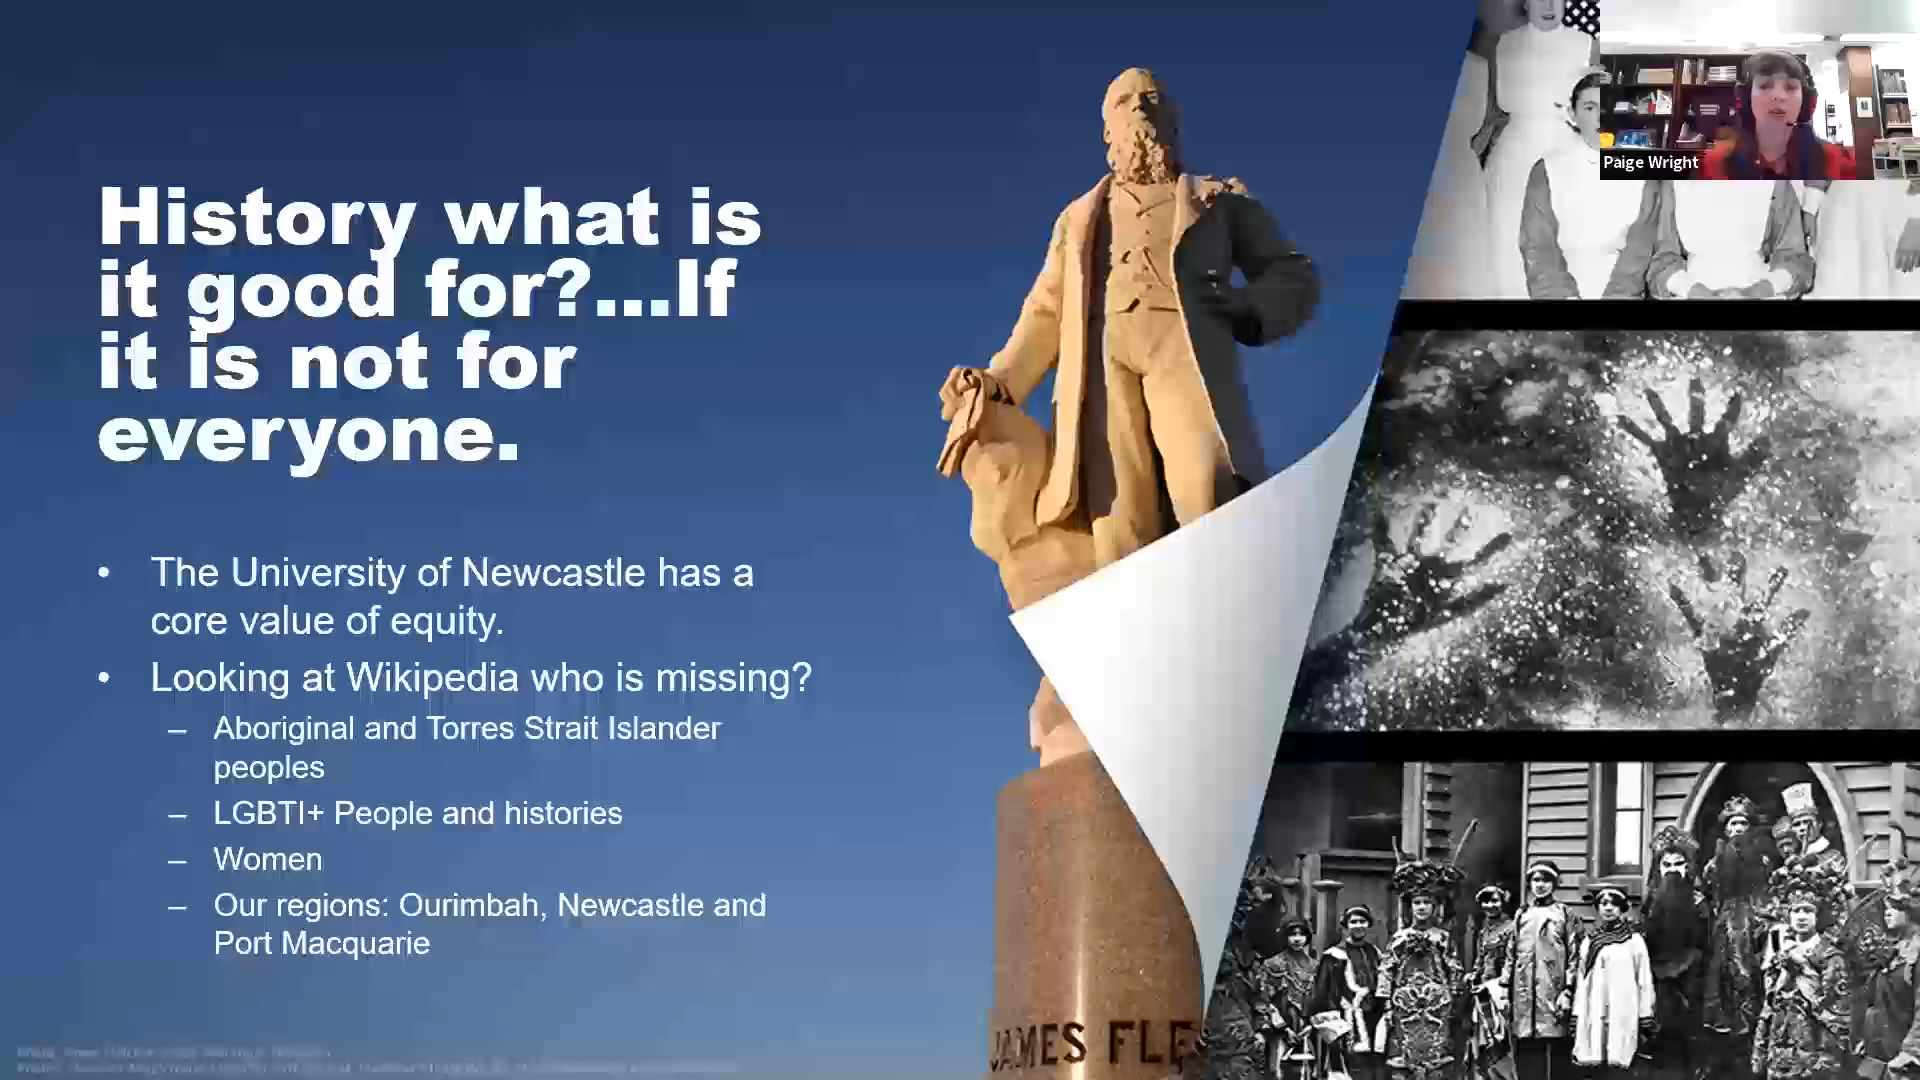 History what is
it good for?...If
it is not for
everyone.
• The University of Newcastle has a
core value of equity.
• Looking at Wikipedia who is missing?
– Aboriginal and Torres Strait Islander
peoples
– LGBTI+ People and histories
– Women
– Our regions: Ourimbah, Newcastle and
Port Macquarie
JAMES FLE
Paige Wright